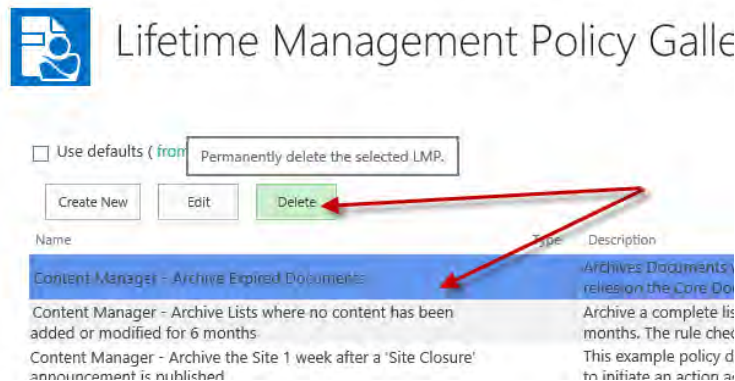 Lifetime Management Policy Galle
Use defaults ( from
Permanently delete the selected LMP.
Create New Edit Delete
Name Type Description
Content Manager - Archive Expired Documents Archives Documents
relies on the Core Do
Content Manager - Archive Lists where no content has been Archive a complete lis
added or modified for 6 months months. The rule chec
Content Manager - Archive the Site 1 week after a 'Site Closure' This example policy d
announcement is published to initiate an action a